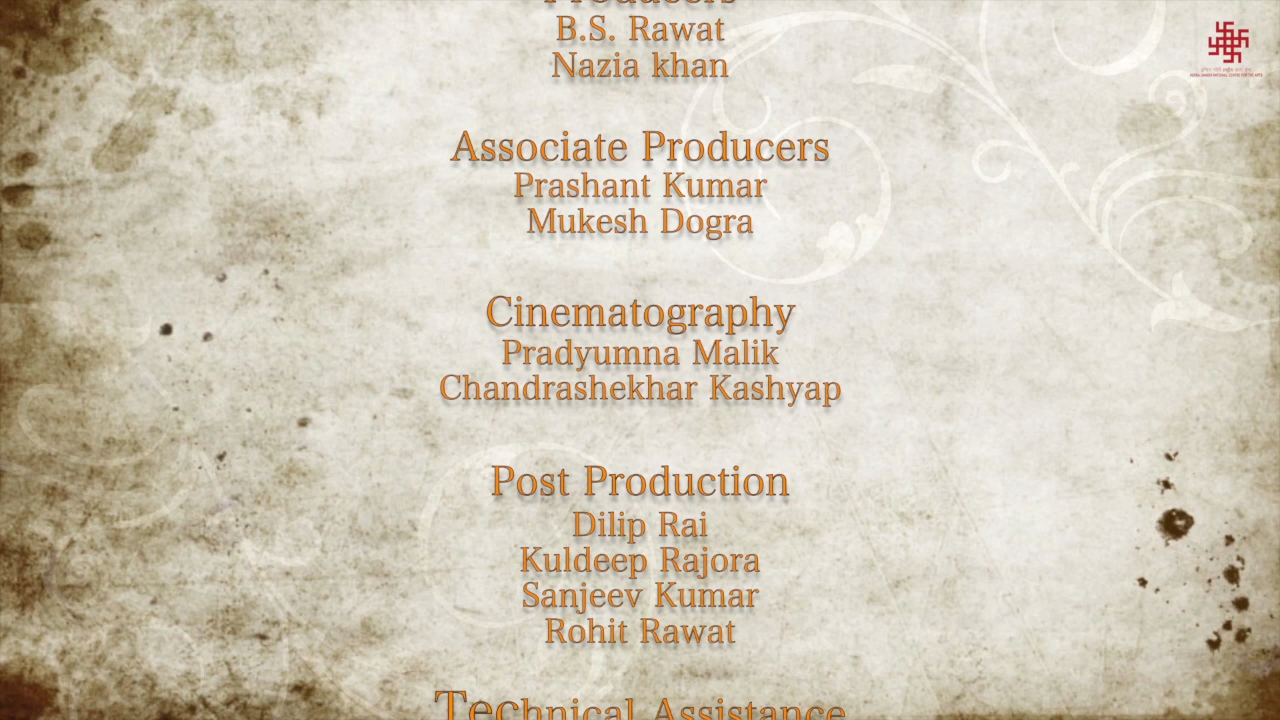 Producers
B.S. Rawat
Nazia khan
Associate Producers
Prashant Kumar
Mukesh Dogra
Cinematography
Pradyumna Malik
Chandrashekhar Kashyap
Post Production
Dilip Rai
Kuldeep Rajora
Sanjeev Kumar
Rohit Rawat
Technical Assistance